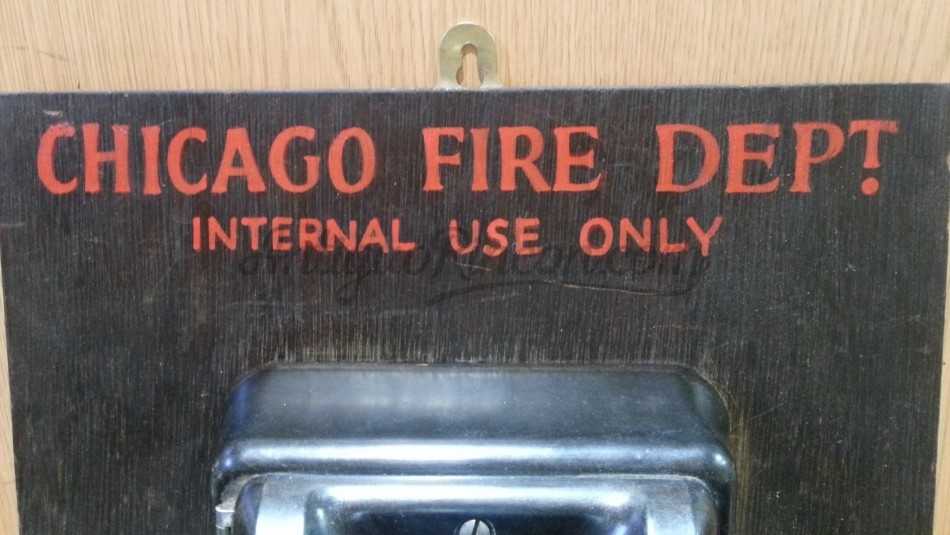 CHICAGO FIRE DEPT.
INTERNAL USE ONLY